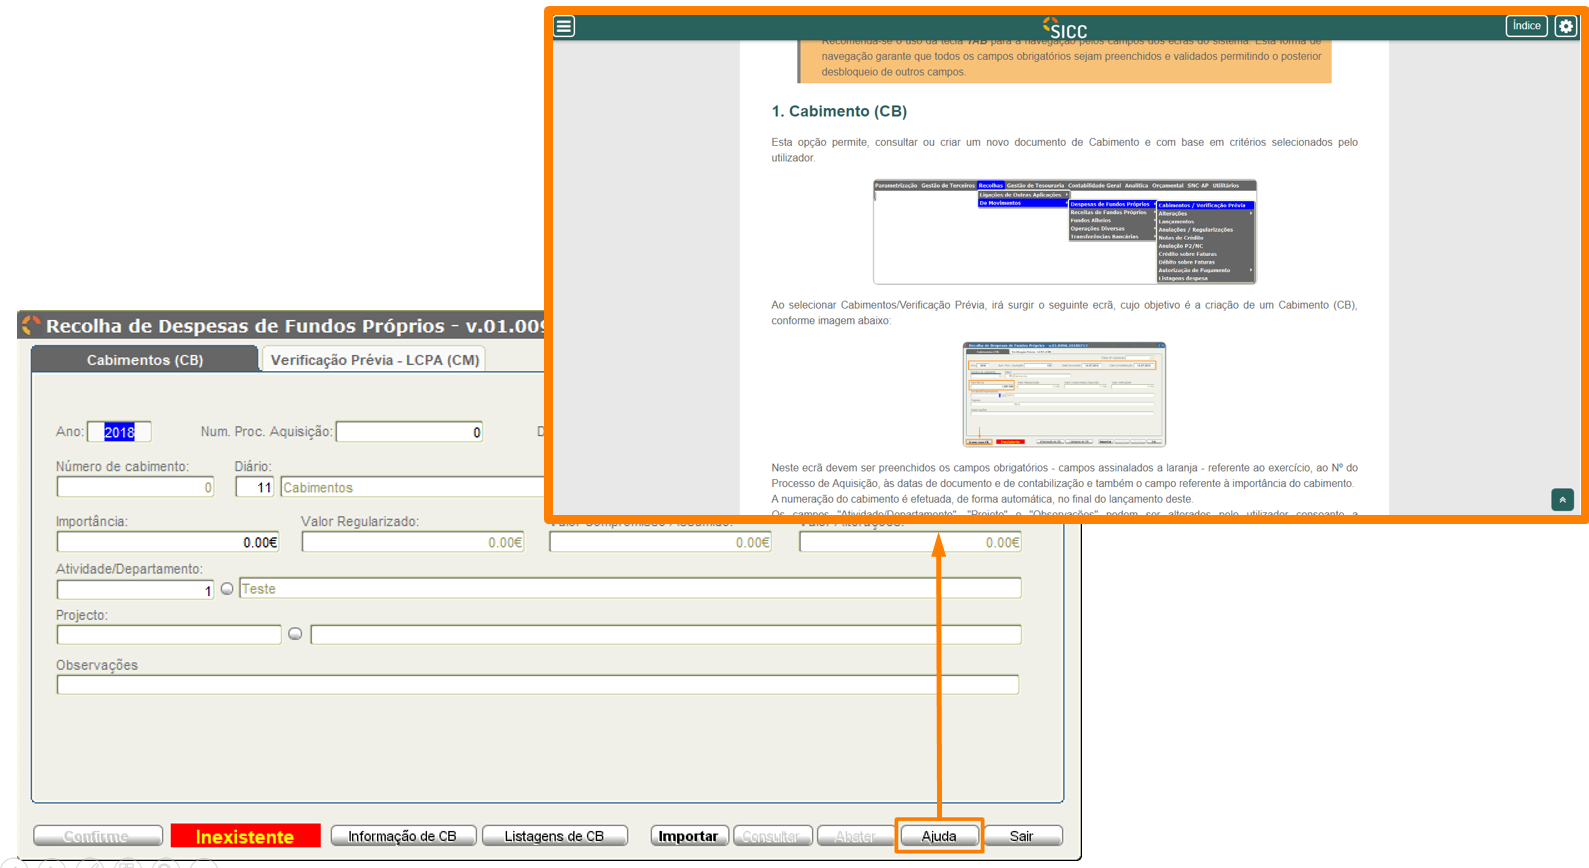 SICC
Índice
Recomenda-se o uso da tecla TAB para a navegação pelos campos dos ecrãs do sistema. Esta forma de
navegação garante que todos os campos obrigatórios sejam preenchidos e validados permitindo o posterior
desbloqueio de outros campos.
1. Cabimento (CB)
Esta opção permite, consultar ou criar um novo documento de Cabimento e com base em critérios selecionados pelo
utilizador.
Parametrização Gestão de Terceiros Recolhas Gestão de Tesouraria Contabilidade Geral Analítica Orçamental SNC-AP Utilitários
Ligações de Outras Aplicações
De Movimentos
Despesas de Fundos Próprios
Receitas de Fundos Próprios
Fundos Alheios
Operações Diversas
Transferências Bancárias
Cabimentos / Verificação Prévia
Alterações
Lançamentos
Anulações / Regularizações
Notas de Crédito
Anulação P2/NC
Crédito sobre Faturas
Débito sobre Faturas
Autorização de Pagamento
Listagens despesa
Ao selecionar Cabimentos/Verificação Prévia, irá surgir o seguinte ecrã, cujo objetivo é a criação de um Cabimento (CB),
conforme imagem abaixo:
Neste ecrã devem ser preenchidos os campos obrigatórios - campos assinalados a laranja - referente ao exercício, ao Nº do
Processo de Aquisição, às datas de documento e de contabilização e também o campo referente à importância do cabimento.
A numeração do cabimento é efetuada, de forma automática, no final do lançamento deste.
Os campos "Atividade/Departamento", "Projeto" e "Observações" podem ser alterados pelo utilizador consoante a
Recolha de Despesas de Fundos Próprios - v.01.009
Cabimentos (CB)
Verificação Prévia - LCPA (CM)
Ano: 2018 Num. Proc. Aquisição: 0 D
Número de cabimento: Diário:
0 11 Cabimentos
Importância: Valor Regularizado: Valor Compromisso Assumido: Valor Alterações:
0.00€ 0.00€ 0.00€ 0.00€
Atividade/Departamento:
1 Teste
Projecto:
Observações
Confirme Inexistente Informação de CB Listagens de CB Importar Consultar Abater Ajuda Sair